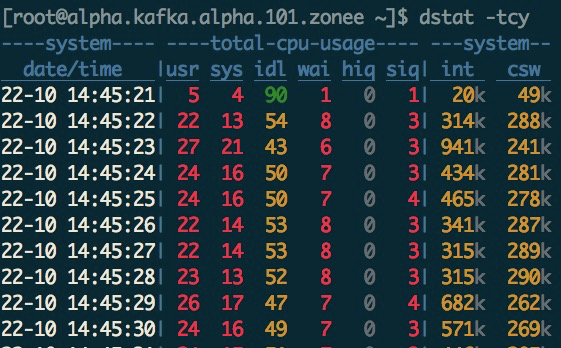 [root@alpha.kafka.alpha.101.zonee ~]$ dstat -tcy
----system---- ----total-cpu-usage---- ---system--
date/time |usr sys idl wai hiq siq| int csw
22-10 14:45:21| 5 4 90 1 0 1| 20k 49k
22-10 14:45:22| 22 13 54 8 0 3| 314k 288k
22-10 14:45:23| 27 21 43 6 0 3| 941k 241k
22-10 14:45:24| 24 16 50 7 0 3| 434k 281k
22-10 14:45:25| 24 16 50 7 0 4| 465k 278k
22-10 14:45:26| 22 14 53 8 0 3| 341k 287k
22-10 14:45:27| 22 14 53 8 0 3| 315k 289k
22-10 14:45:28| 23 13 52 8 0 3| 315k 290k
22-10 14:45:29| 26 17 47 7 0 4| 682k 262k
22-10 14:45:30| 24 16 49 7 0 3| 571k 269k